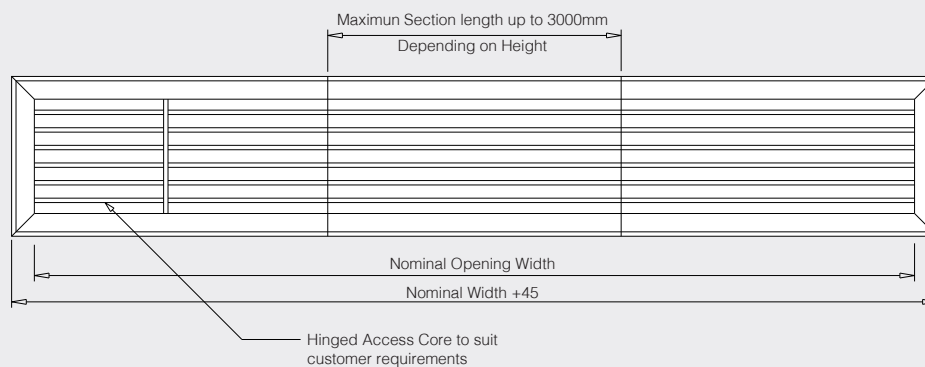 Maximun Section length up to 3000mm
Depending on Height
Nominal Opening Width
Nominal Width +45
Hinged Access Core to suit
customer requirements